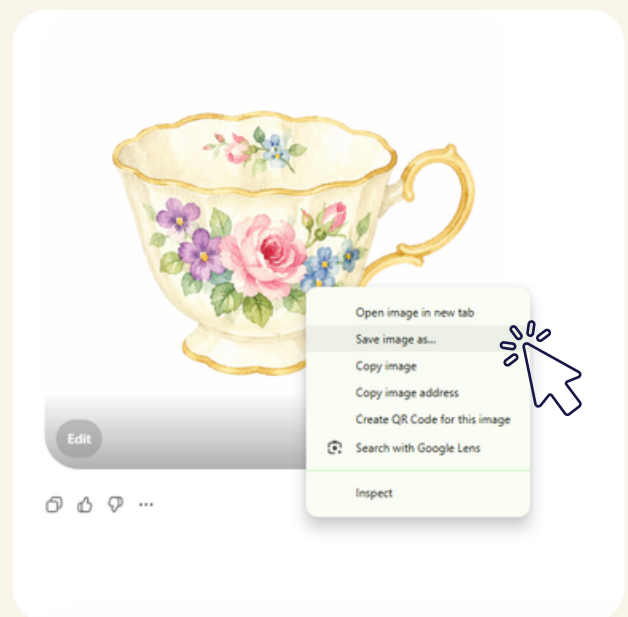 Edit
Open image in new tab
Save image as...
Copy image
Copy image address
Create QR Code for this image
Search with Google Lens
Inspect